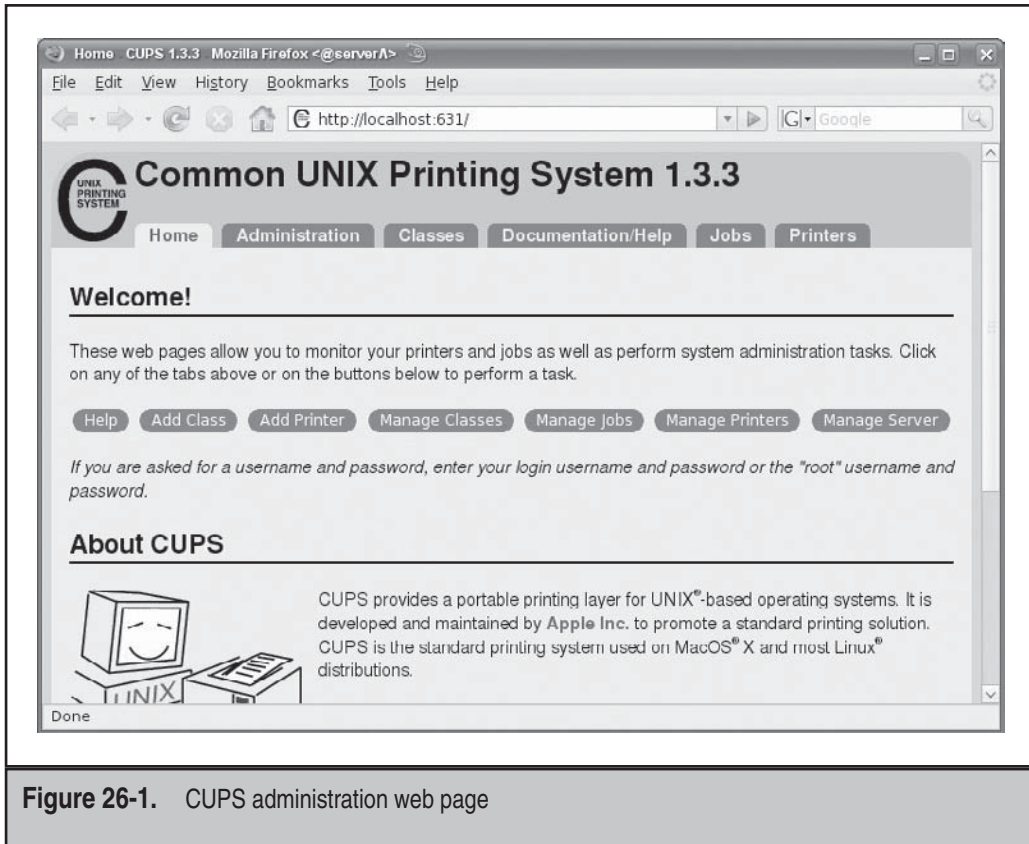 Home CUPS 1.3.3 Mozilla Firefox <@serverA>
File Edit View History Bookmarks Tools Help
http://localhost:631/
G Google
UNIX
PRINTING
SYSTEM
Common UNIX Printing System 1.3.3
Home Administration Classes Documentation/Help Jobs Printers
Welcome!
These web pages allow you to monitor your printers and jobs as well as perform system administration tasks. Click
on any of the tabs above or on the buttons below to perform a task.
Help Add Class Add Printer Manage Classes Manage Jobs Manage Printers Manage Server
If you are asked for a username and password, enter your login username and password or the "root" username and
password.
About CUPS
CUPS provides a portable printing layer for UNIX®-based operating systems. It is
developed and maintained by Apple Inc. to promote a standard printing solution.
CUPS is the standard printing system used on MacOS® X and most Linux®
distributions.
UNIX
Done
Figure 26-1. CUPS administration web page